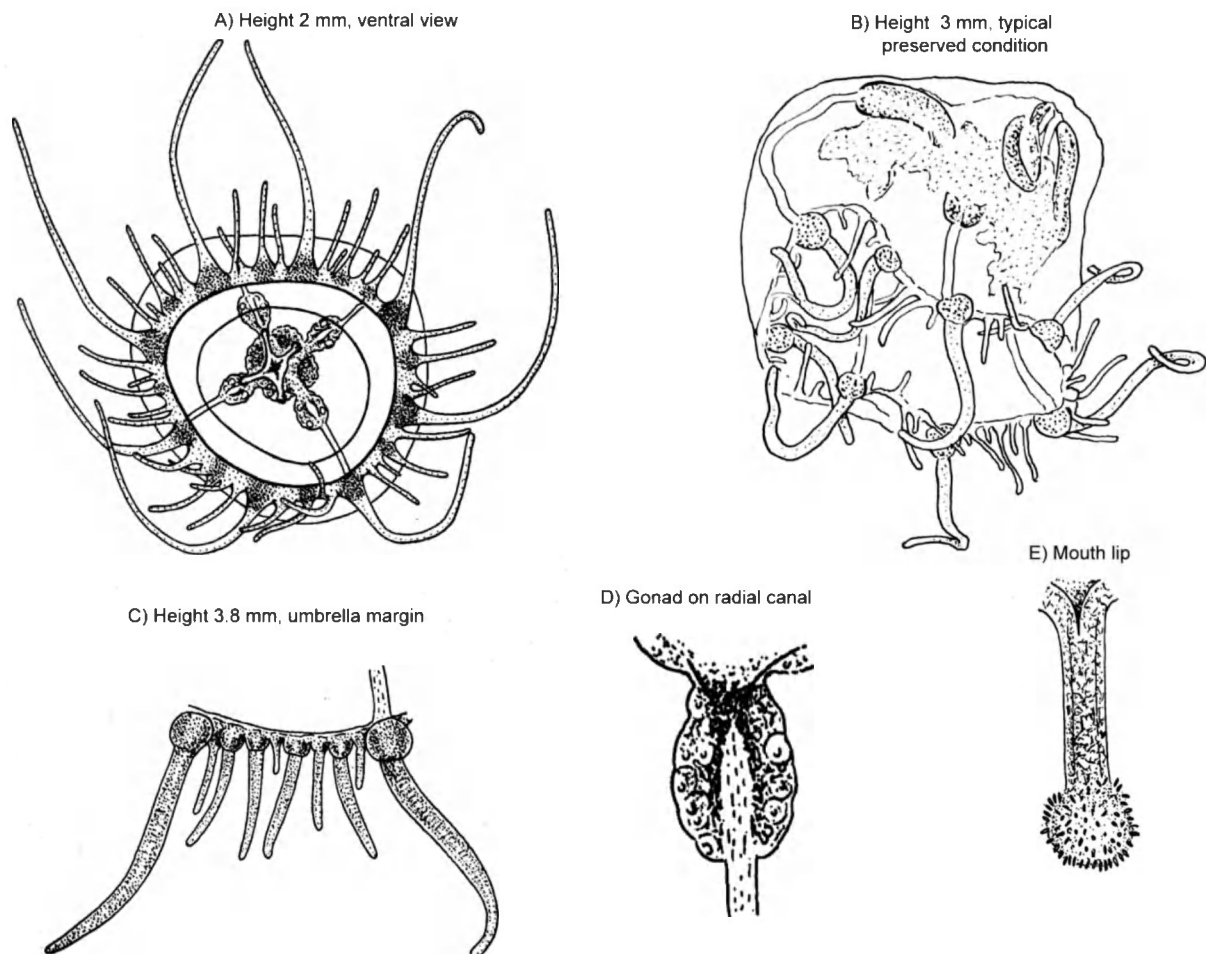 A) Height 2 mm, ventral view
B) Height 3 mm, typical
preserved condition
E) Mouth lip
D) Gonad on radial canal
C) Height 3.8 mm, umbrella margin